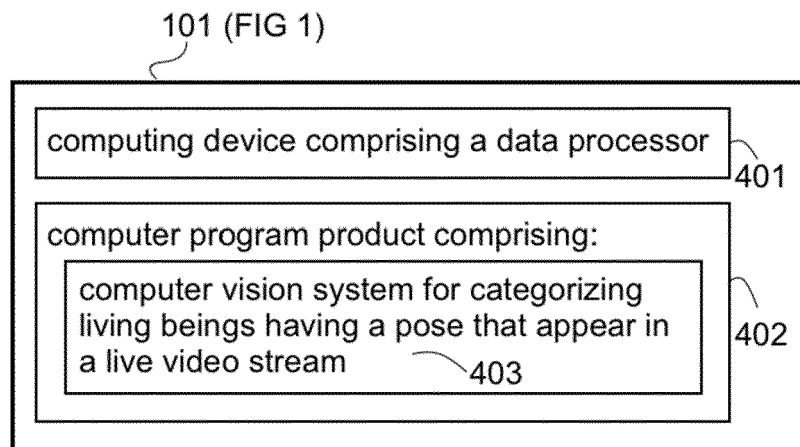 101 (FIG 1)
computing device comprising a data processor
401
computer program product comprising:
computer vision system for categorizing
living beings having a pose that appear in
a live video stream
403
402